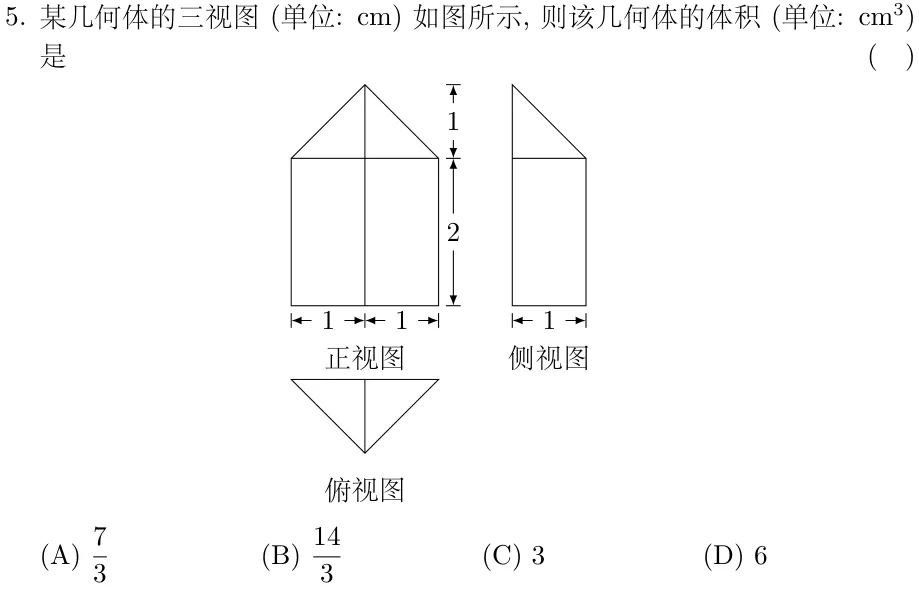 5. 某几何体的三视图 (单位: cm) 如图所示, 则该几何体的体积 (单位: cm³)
是 ( )
1
2
1 1 1
正视图 侧视图
俯视图
(A) 7/3 (B) 14/3 (C) 3 (D) 6